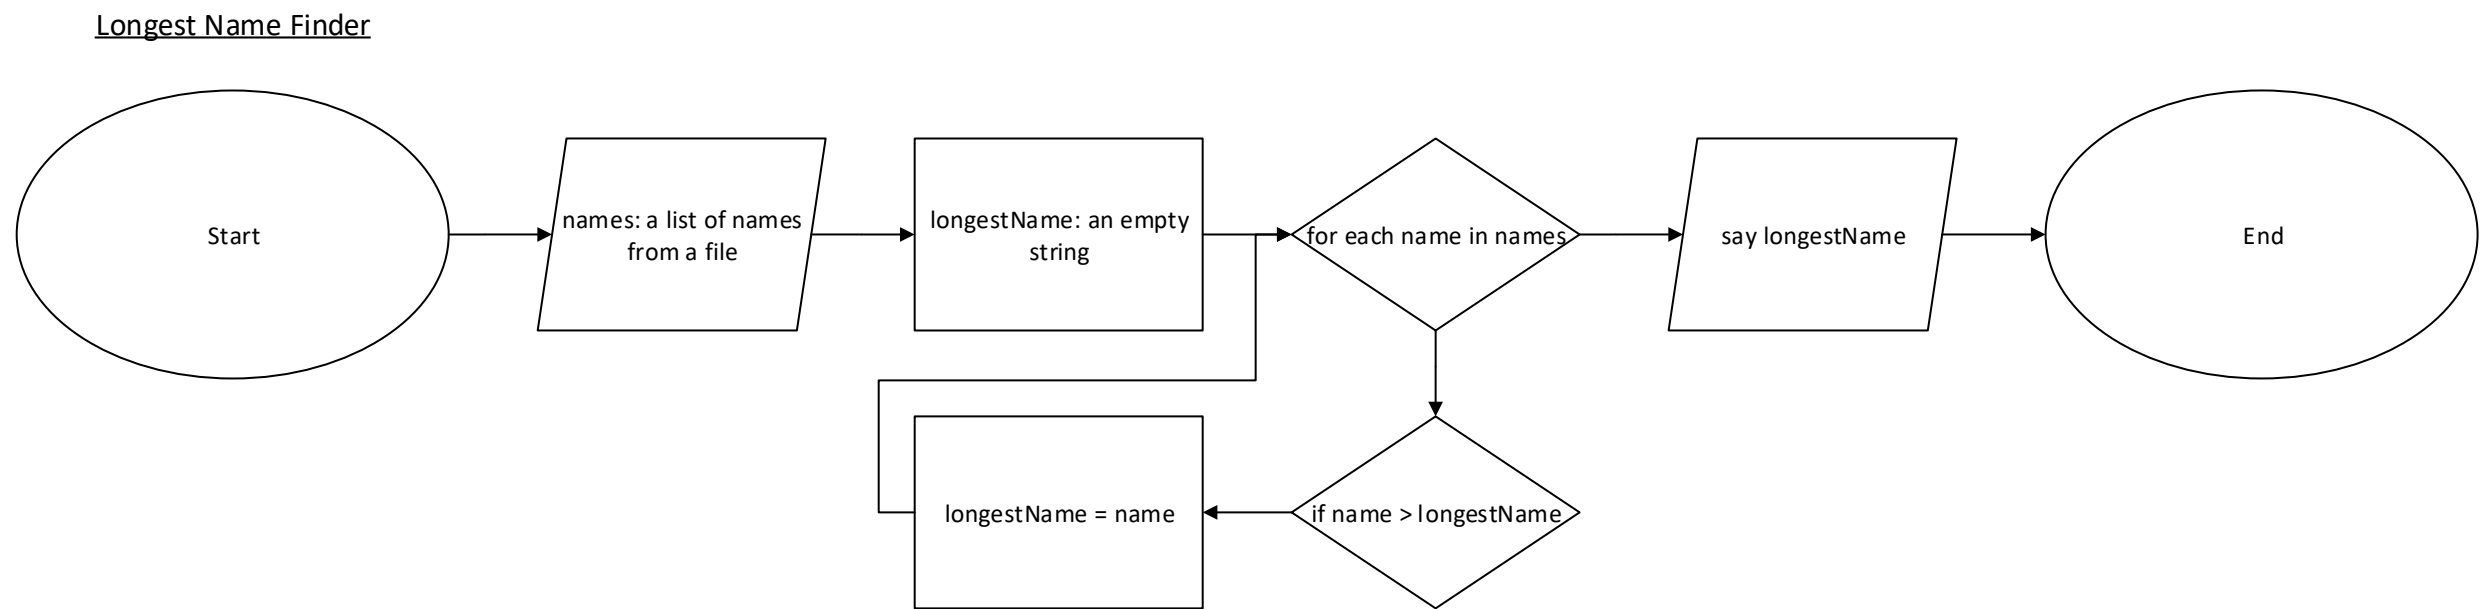 Longest Name Finder
Start
names: a list of names
from a file
longestName: an empty
string
for each name in names
say longestName
End
longestName = name
if name > longestName